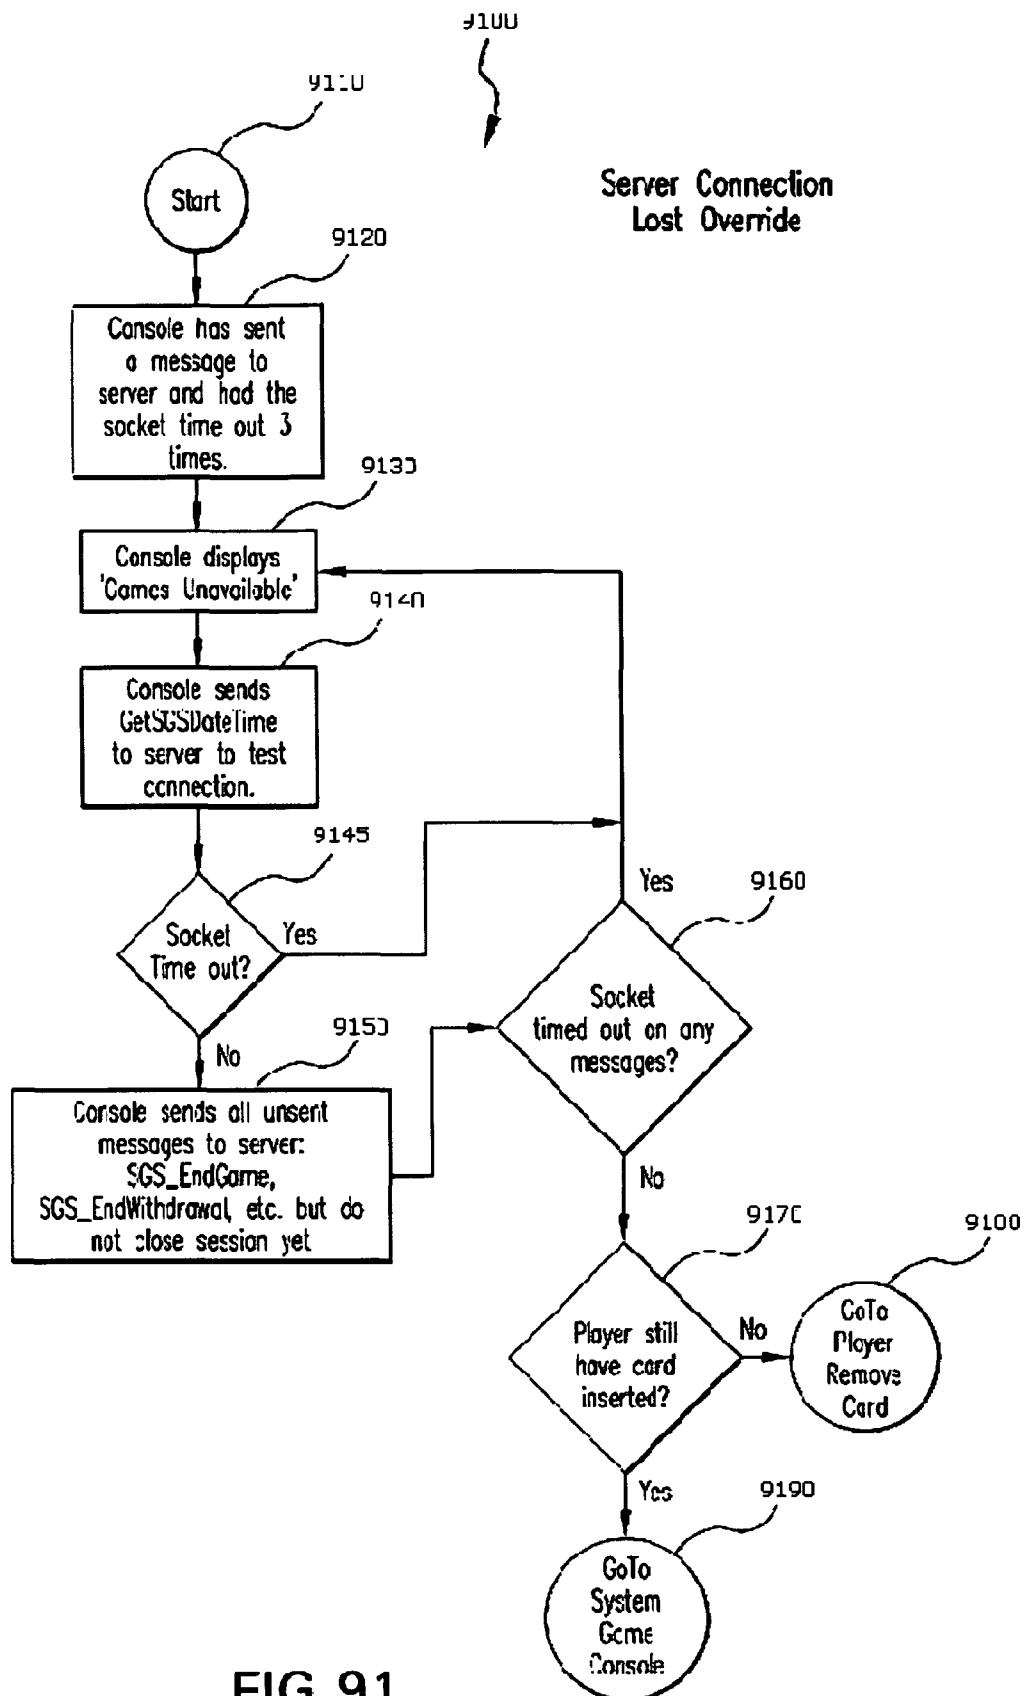 9100
9110
Server Connection
Lost Override
Start
9120
Console has sent
a message to
server and had the
socket time out 3
times.
9130
Console displays
'Games Unavailable'
9140
Console sends
GetSGSDateTime
to server to test
connection.
9145
Socket
Time out?
Yes
No
9150
Console sends all unsent
messages to server:
SGS_EndGame,
SGS_EndWithdrawal, etc. but do
not close session yet
Yes
9160
Socket
timed out on any
messages?
No
9170
Player still
have card
inserted?
No
9100
GoTo
Player
Remove
Card
Yes
9190
GoTo
System
Game
Console
FIG 91